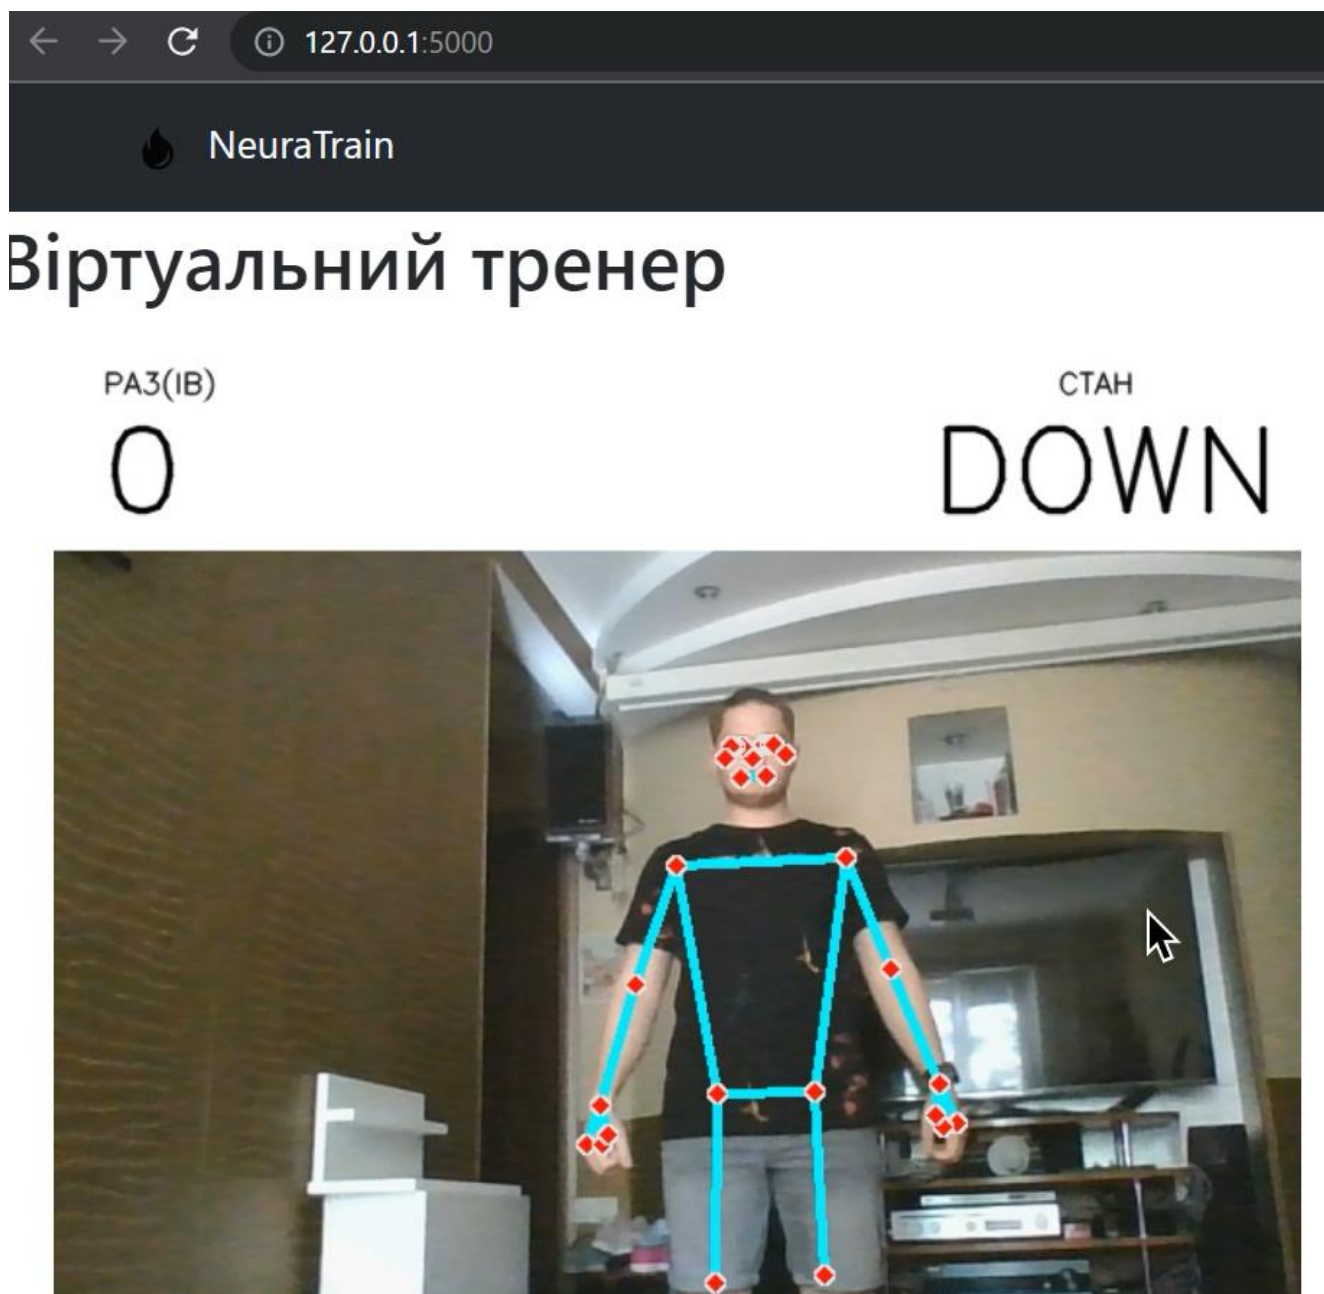 127.0.0.1:5000
NeuraTrain
Віртуальний тренер
РАЗ(ІВ)
СТАН
0
DOWN